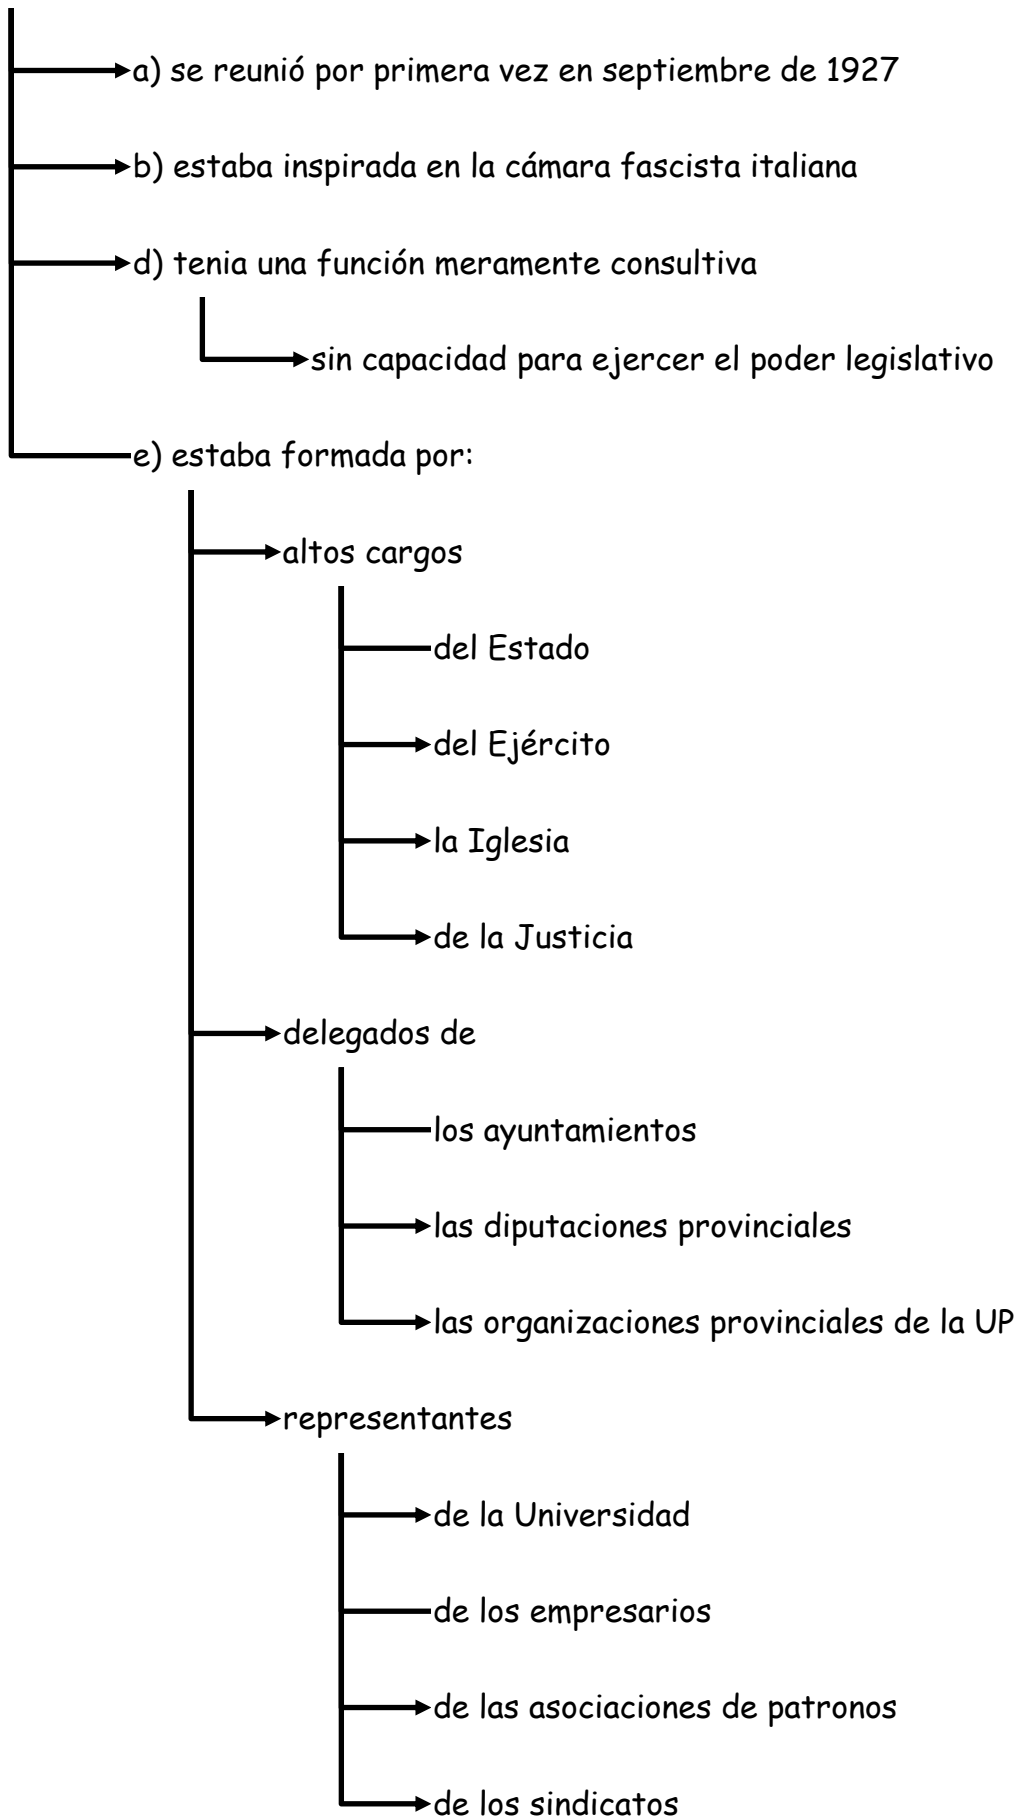 a) se reunió por primera vez en septiembre de 1927
b) estaba inspirada en la cámara fascista italiana
d) tenia una función meramente consultiva
sin capacidad para ejercer el poder legislativo
e) estaba formada por:
altos cargos
del Estado
del Ejército
la Iglesia
de la Justicia
delegados de
los ayuntamientos
las diputaciones provinciales
las organizaciones provinciales de la UP
representantes
de la Universidad
de los empresarios
de las asociaciones de patronos
de los sindicatos